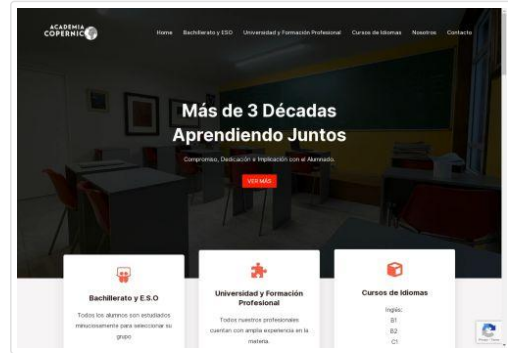 ACADEMIA
COPERNIC
Home Bachillerato y ESO Universidad y Formación Profesional Cursos de Idiomas Nosotros Contacto
Más de 3 Décadas
Aprendiendo Juntos
Compromiso, Dedicación e Implicación con el Alumnado.
VER MÁS
Bachillerato y E.S.O
Todos los alumnos son estudiados
minuciosamente para seleccionar su
grupo
Universidad y Formación
Profesional
Todos nuestros profesionales
cuentan con amplia experiencia en la
materia.
Cursos de Idiomas
Inglés:
B1
B2
C1